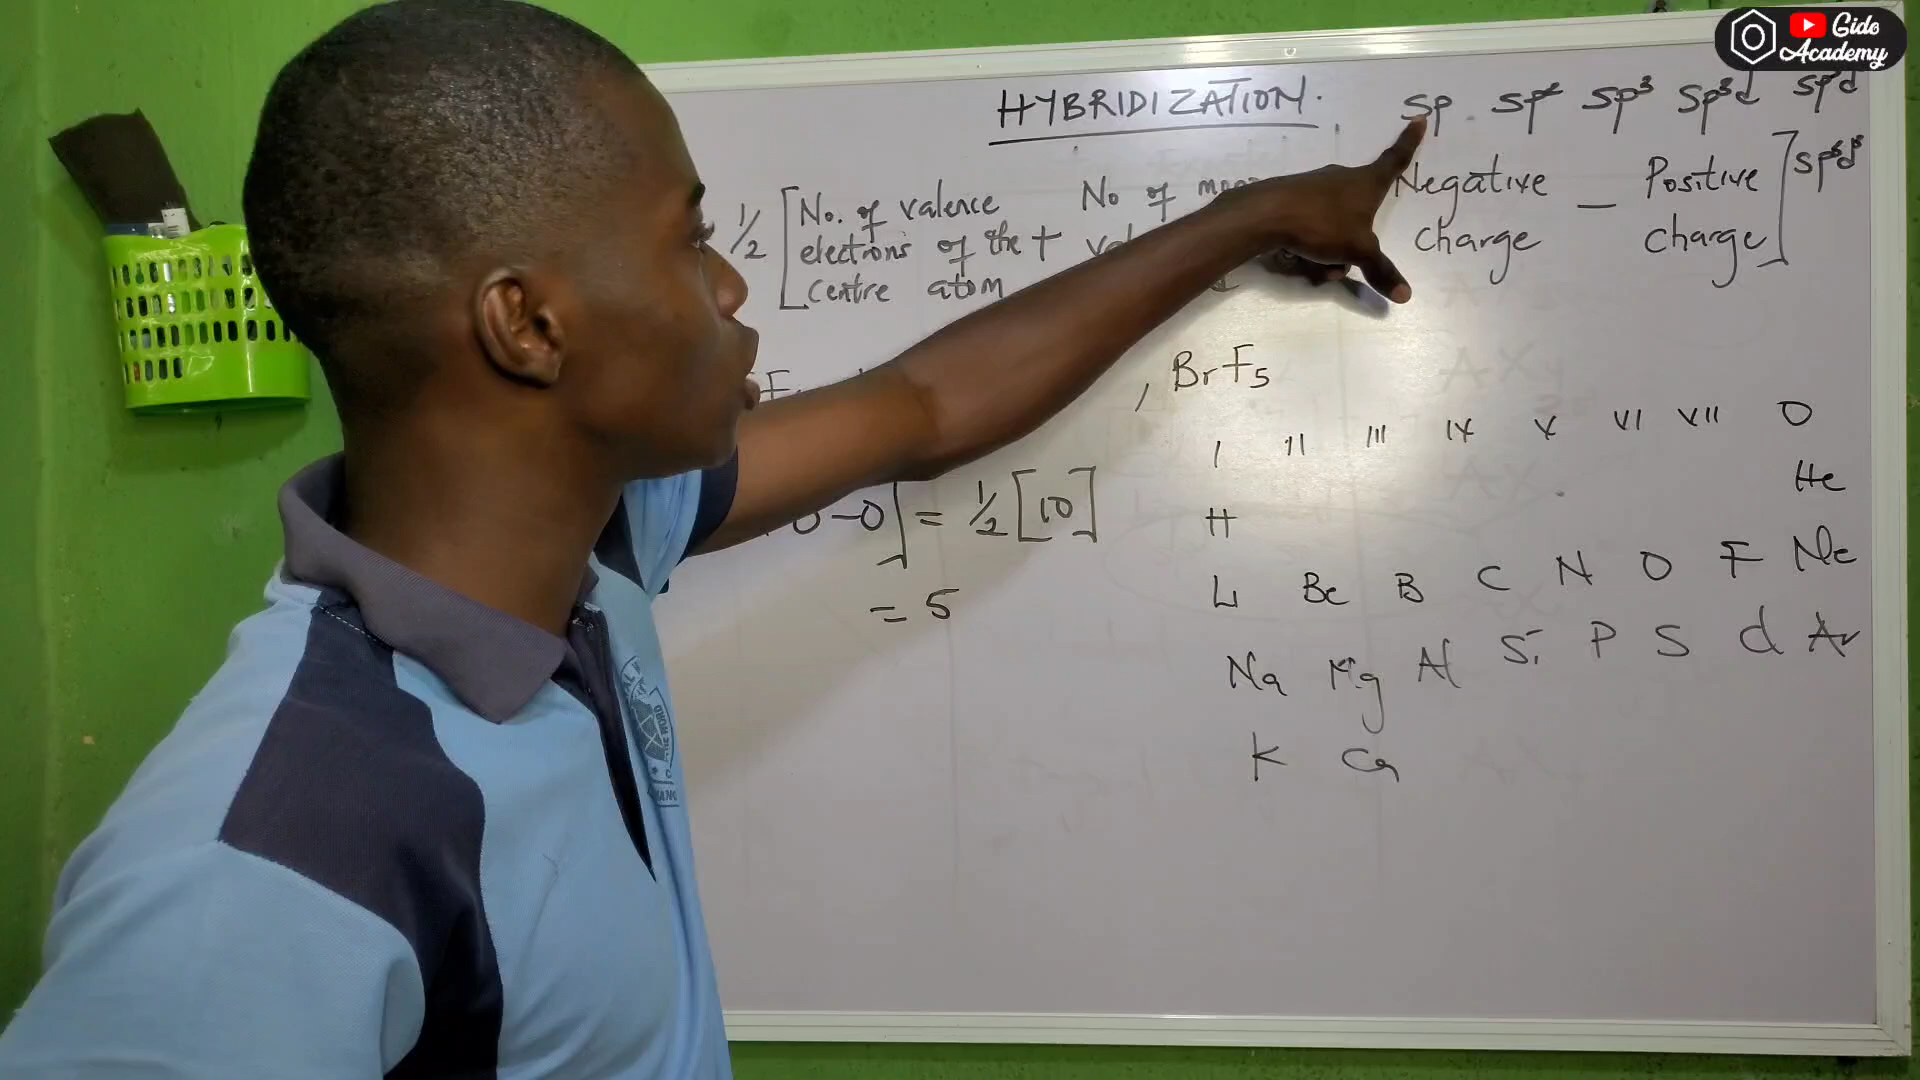 Gido Academy
HYBRIDIZATION.
sp sp² sp³ sp³d sp³d²
sp³d³
½ [No. of valence electrons of the centre atom + No of
Negative charge – Positive charge]
, BrF5
I II III IV V VI VII O
H He
Li Be B C N O F Ne
Na Mg Al Si P S Cl Ar
K Ca
0 – 0] = ½ [10]
= 5